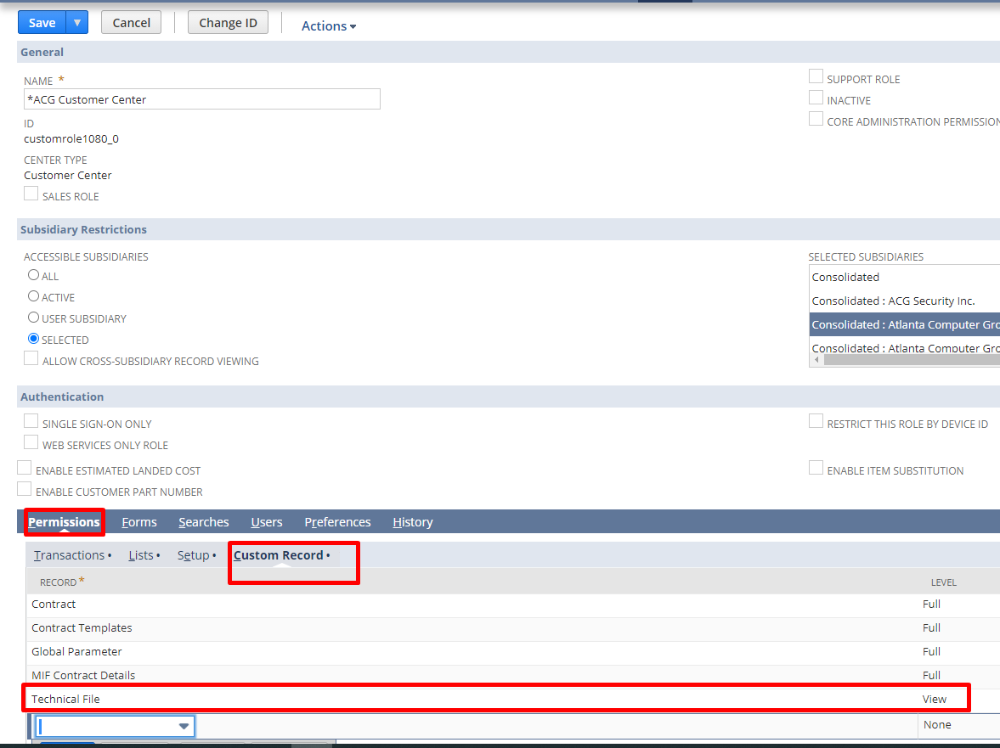 Save ▼ Cancel Change ID Actions ▾
General
NAME *
*ACG Customer Center
ID
customrole1080_0
CENTER TYPE
Customer Center
SALES ROLE
SUPPORT ROLE
INACTIVE
CORE ADMINISTRATION PERMISSION
Subsidiary Restrictions
ACCESSIBLE SUBSIDIARIES
ALL
ACTIVE
USER SUBSIDIARY
SELECTED
ALLOW CROSS-SUBSIDIARY RECORD VIEWING
SELECTED SUBSIDIARIES
Consolidated
Consolidated : ACG Security Inc.
Consolidated : Atlanta Computer Gro
Consolidated : Atlanta Computer Gro
Authentication
SINGLE SIGN-ON ONLY
WEB SERVICES ONLY ROLE
RESTRICT THIS ROLE BY DEVICE ID
ENABLE ESTIMATED LANDED COST
ENABLE CUSTOMER PART NUMBER
ENABLE ITEM SUBSTITUTION
Permissions Forms Searches Users Preferences History
Transactions • Lists • Setup • Custom Record •
RECORD * LEVEL
Contract Full
Contract Templates Full
Global Parameter Full
MIF Contract Details Full
Technical File View
None